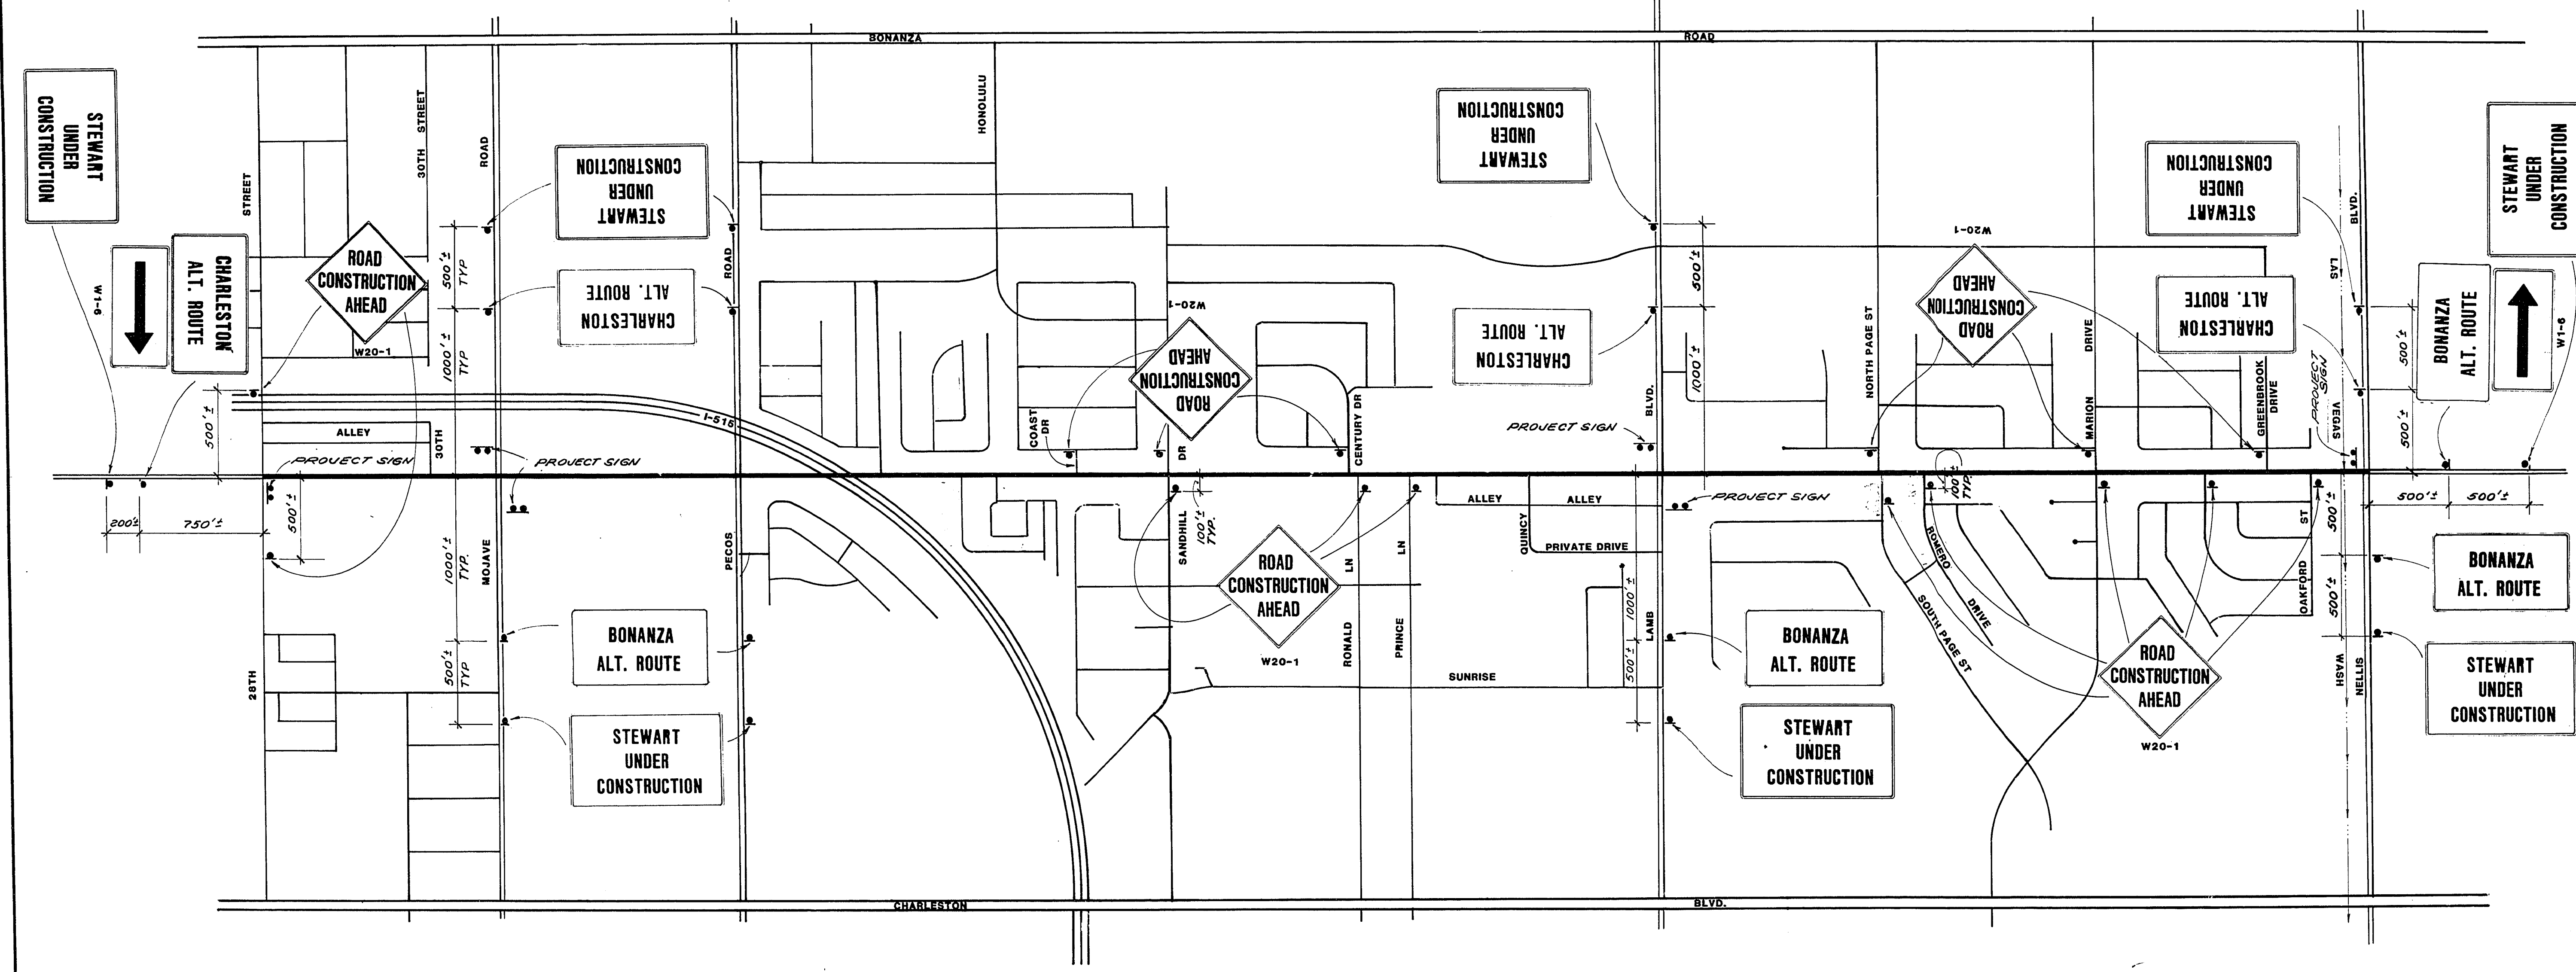 BONANZA ROAD
STEWART
UNDER
CONSTRUCTION
W1-6
CHARLESTON
ALT. ROUTE
STREET
30TH STREET
ROAD
ROAD
CONSTRUCTION
AHEAD
W20-1
500'±
TYP
1000'±
TYP
STEWART
UNDER
CONSTRUCTION
CHARLESTON
ALT. ROUTE
ROAD
HONOLULU
W20-1
ROAD
CONSTRUCTION
AHEAD
STEWART
UNDER
CONSTRUCTION
CHARLESTON
ALT. ROUTE
500'±
1000'±
BLVD.
NORTH PAGE ST
W20-1
ROAD
CONSTRUCTION
AHEAD
DRIVE
MARION
STEWART
UNDER
CONSTRUCTION
CHARLESTON
ALT. ROUTE
GREENBROOK
DRIVE
PROJECT
SIGN
LAS
VEGAS
BLVD.
500'±
500'±
BONANZA
ALT. ROUTE
W1-6
STEWART
UNDER
CONSTRUCTION
500'±
ALLEY
30TH
I-515
COAST
DR
DR
CENTURY DR
PROJECT SIGN
PROJECT SIGN
PROJECT SIGN
200'±
750'±
500'±
1000'±
TYP.
MOJAVE
PECOS
SANDHILL
100'±
TYP.
ROAD
CONSTRUCTION
AHEAD
W20-1
RONALD LN
PRINCE LN
ALLEY
QUINCY
ALLEY
PRIVATE DRIVE
PROJECT SIGN
1000'±
500'±
LAMB
100'±
TYP.
ROMERO DRIVE
SOUTH PAGE ST
OAKFORD ST
500'±
500'±
WASH
NELLIS
500'±
500'±
BONANZA
ALT. ROUTE
STEWART
UNDER
CONSTRUCTION
28TH
500'±
TYP
BONANZA
ALT. ROUTE
STEWART
UNDER
CONSTRUCTION
SUNRISE
BONANZA
ALT. ROUTE
STEWART
UNDER
CONSTRUCTION
ROAD
CONSTRUCTION
AHEAD
W20-1
CHARLESTON BLVD.